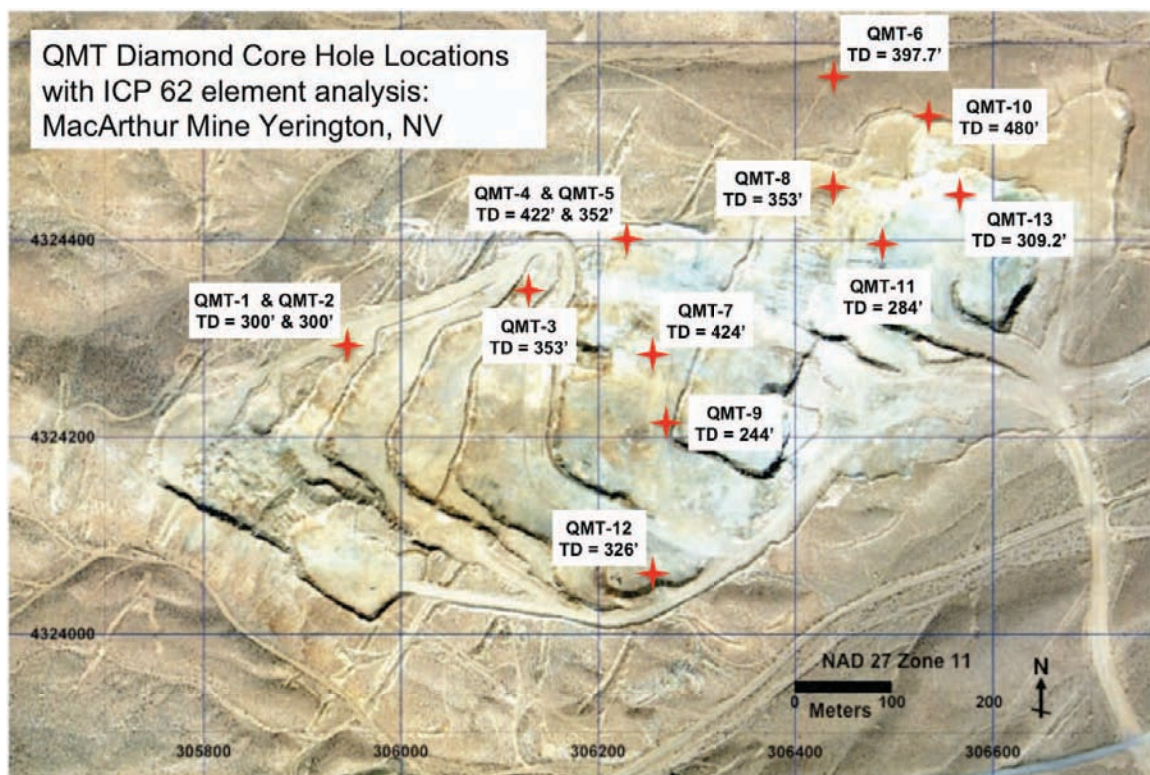 QMT Diamond Core Hole Locations
with ICP 62 element analysis:
MacArthur Mine Yerington, NV
QMT-6
TD = 397.7'
QMT-10
TD = 480'
QMT-8
TD = 353'
QMT-4 & QMT-5
TD = 422' & 352'
QMT-13
TD = 309.2'
4324400
QMT-11
TD = 284'
QMT-1 & QMT-2
TD = 300' & 300'
QMT-3
TD = 353'
QMT-7
TD = 424'
QMT-9
TD = 244'
4324200
QMT-12
TD = 326'
4324000
NAD 27 Zone 11
N
0 100 200
Meters
305800 306000 306200 306400 306600